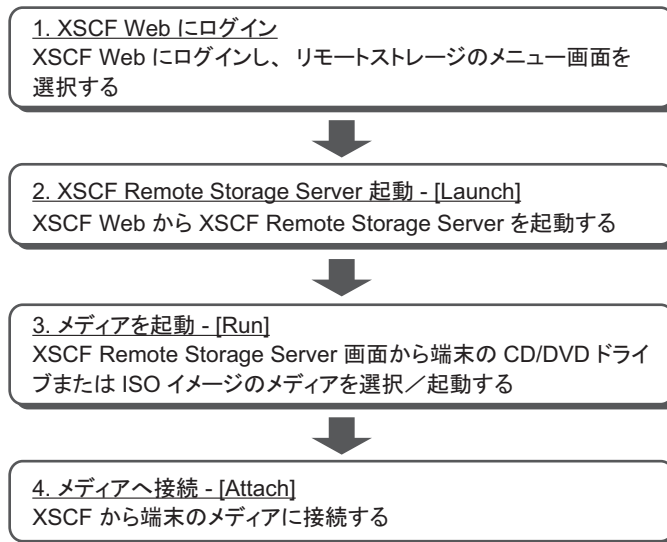 1. XSCF Web にログイン
XSCF Web にログインし、 リモートストレージのメニュー画面を
選択する
2. XSCF Remote Storage Server 起動 - [Launch]
XSCF Web から XSCF Remote Storage Server を起動する
3. メディアを起動 - [Run]
XSCF Remote Storage Server 画面から端末の CD/DVD ドライ
ブまたは ISO イメージのメディアを選択／起動する
4. メディアへ接続 - [Attach]
XSCF から端末のメディアに接続する